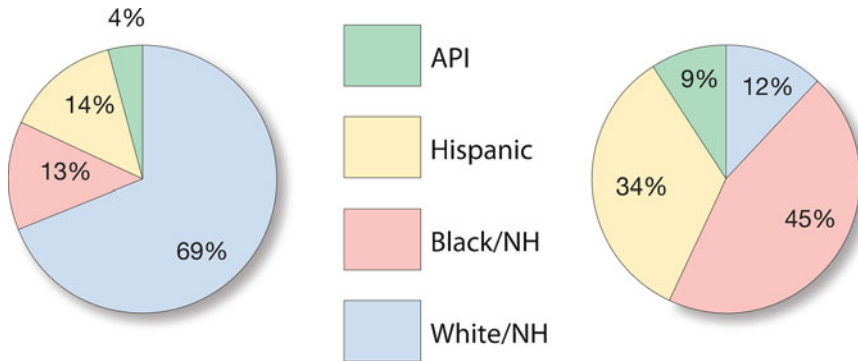 4%
14%
13%
69%
API
Hispanic
Black/NH
White/NH
9%
12%
34%
45%